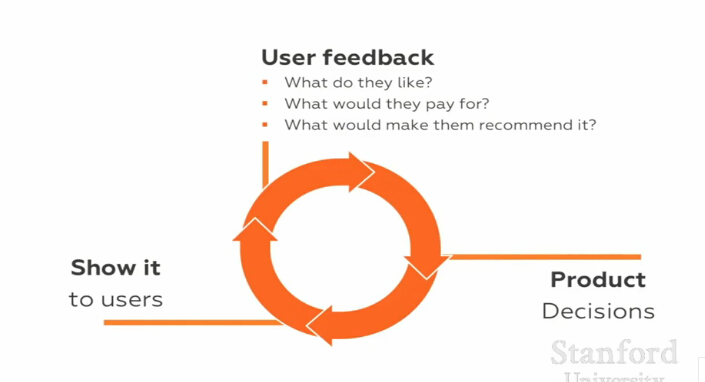 User feedback
What do they like?
What would they pay for?
What would make them recommend it?
Show it
to users
Product
Decisions
Stanford
University